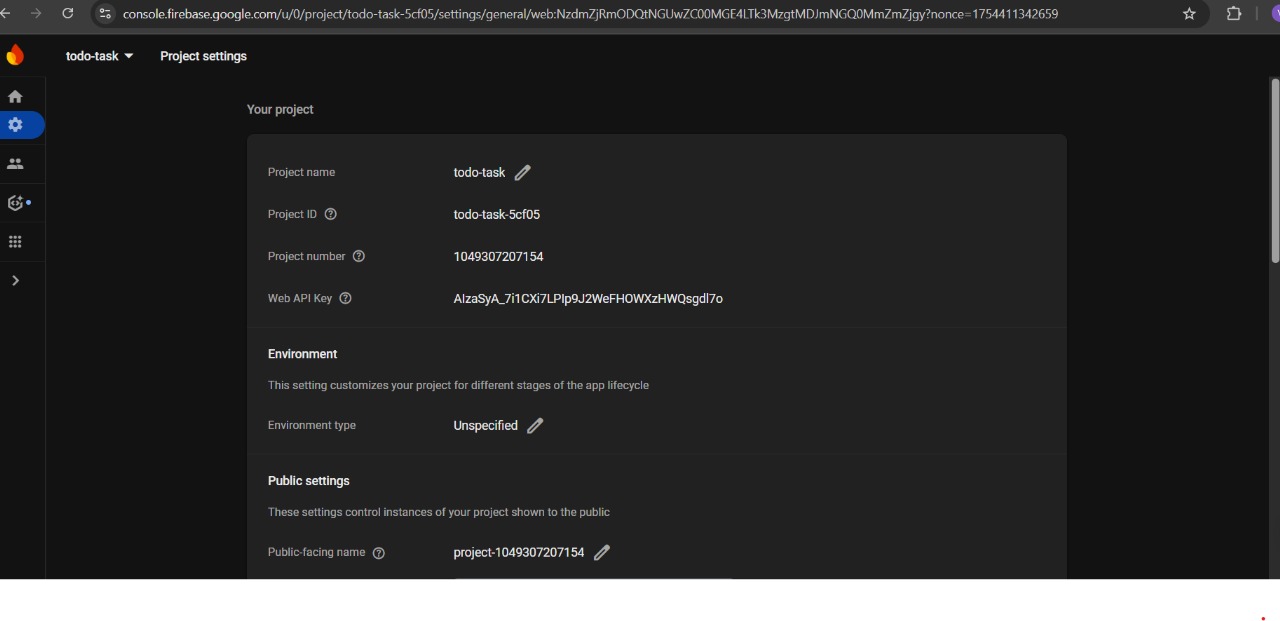 console.firebase.google.com/u/0/project/todo-task-5cf05/settings/general/web:NzdmZjRmODQtNGUwZC00MGE4LTk3MzgtMDJmNGQ0MmZmZjgy?nonce=1754411342659
todo-task Project settings
Your project
Project name todo-task
Project ID todo-task-5cf05
Project number 1049307207154
Web API Key AIzaSyA_7i1CXi7LPIp9J2WeFHOWXzHWQsgdl7o
Environment
This setting customizes your project for different stages of the app lifecycle
Environment type Unspecified
Public settings
These settings control instances of your project shown to the public
Public-facing name project-1049307207154